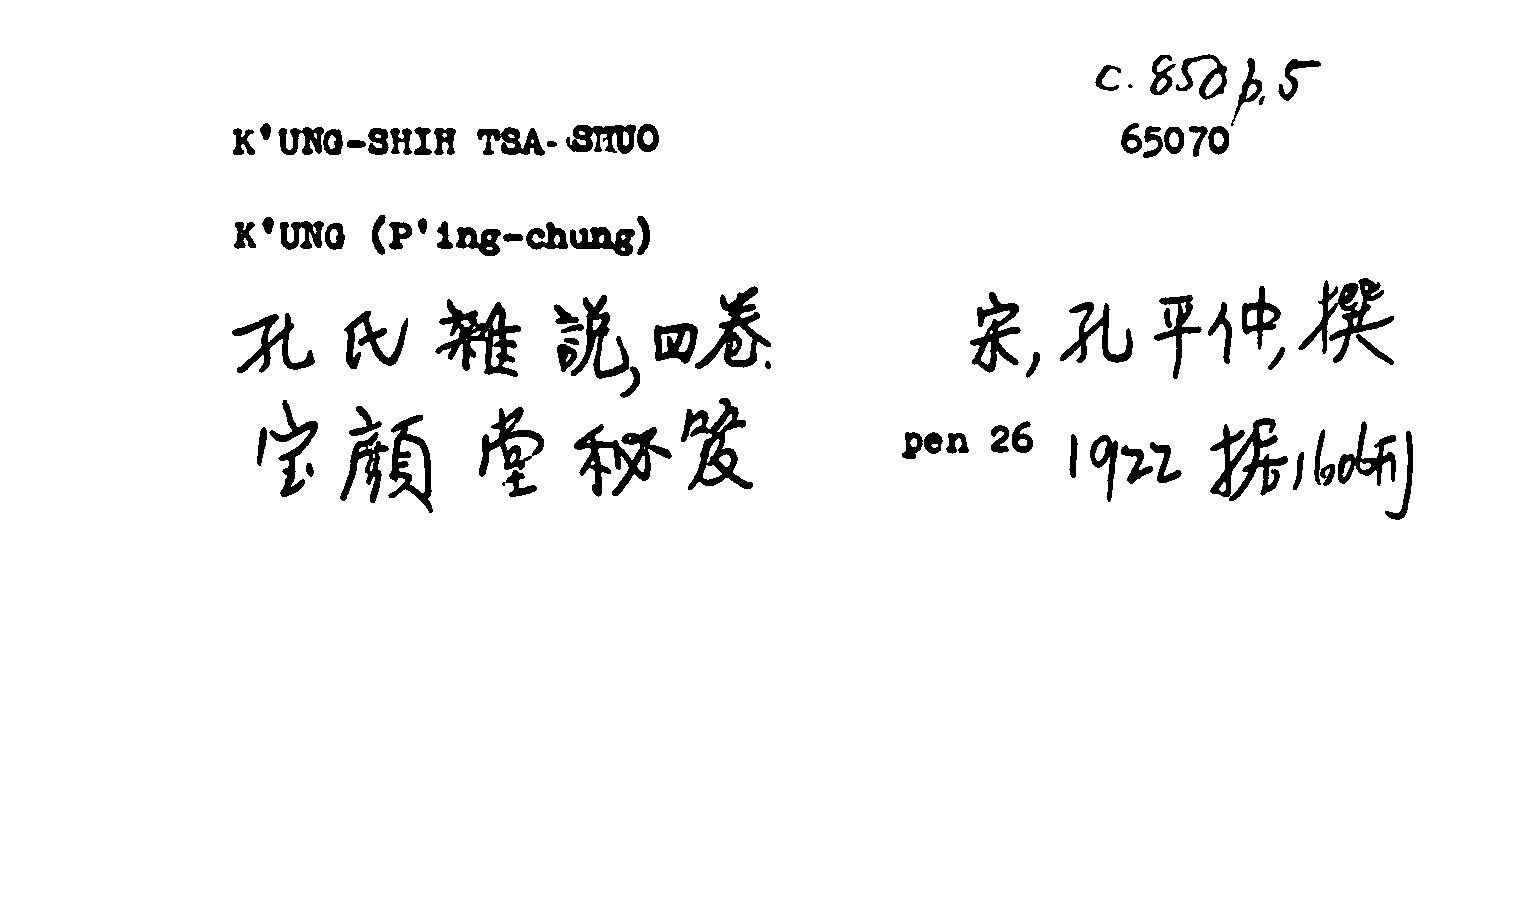 c. 850 p. 5
K'UNG-SHIH TSA-SHUO 65070
K'UNG (P'ing-chung)
孔氏雜説,四卷. 宋,孔平仲,撰
宝顔堂秘笈 pen 26 1922 据1606刊